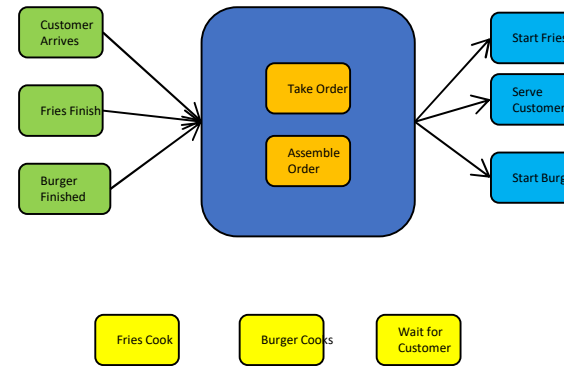 Customer
Arrives
Fries Finish
Burger
Finished
Take Order
Assemble
Order
Start Fries
Serve
Customer
Start Burg
Fries Cook
Burger Cooks
Wait for
Customer